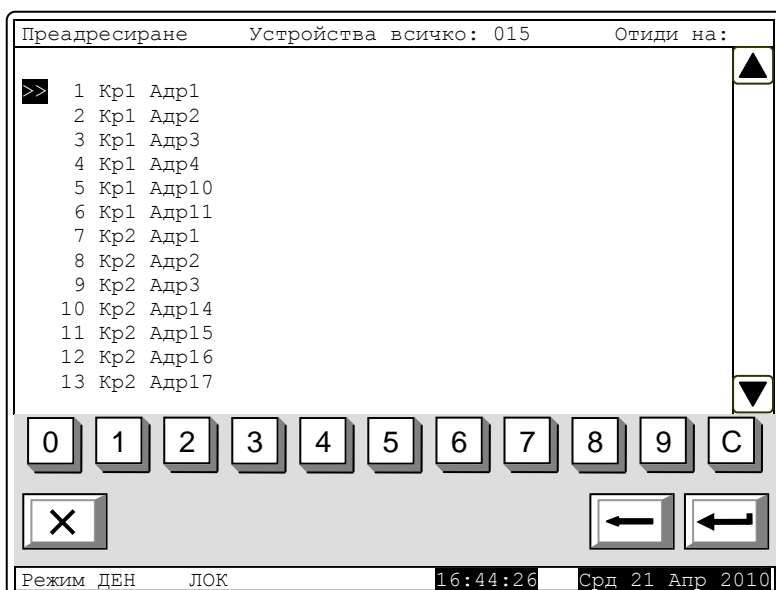 Преадресиране Устройства всичко: 015 Отиди на:
>> 1 Кр1 Адр1
2 Кр1 Адр2
3 Кр1 Адр3
4 Кр1 Адр4
5 Кр1 Адр10
6 Кр1 Адр11
7 Кр2 Адр1
8 Кр2 Адр2
9 Кр2 Адр3
10 Кр2 Адр14
11 Кр2 Адр15
12 Кр2 Адр16
13 Кр2 Адр17
0 1 2 3 4 5 6 7 8 9 C
Режим ДЕН ЛОК 16:44:26 Срд 21 Апр 2010